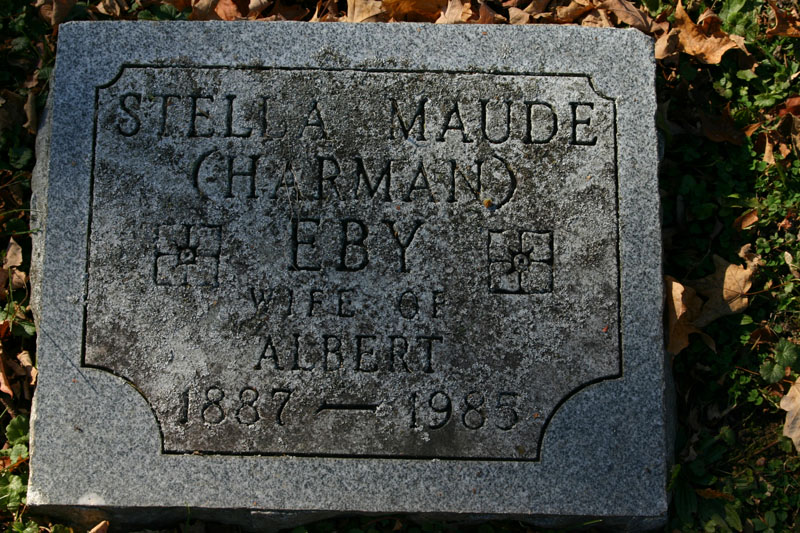 STELLA MAUDE
(HARMAN)
EBY
WIFE OF
ALBERT
1887 — 1985